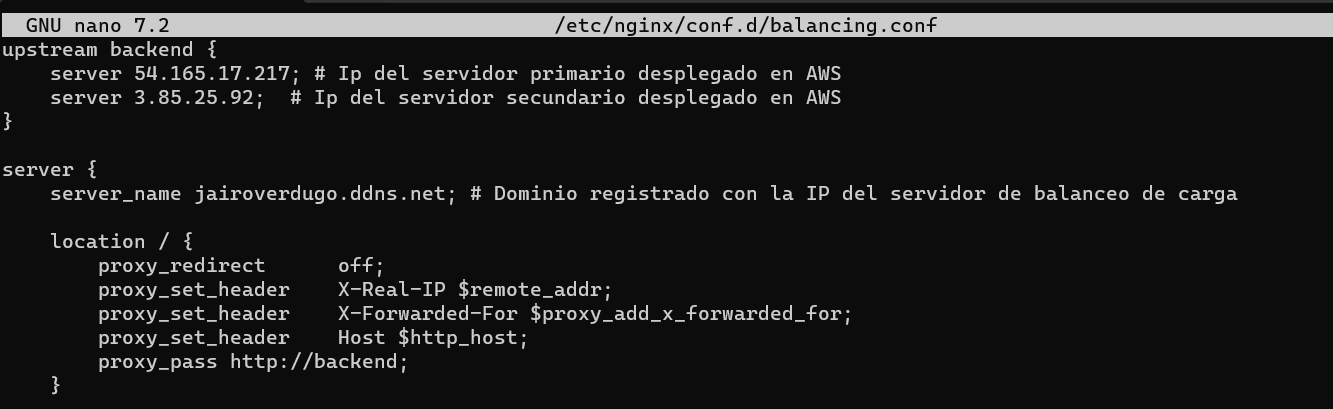 GNU nano 7.2 /etc/nginx/conf.d/balancing.conf
upstream backend {
    server 54.165.17.217; # Ip del servidor primario desplegado en AWS
    server 3.85.25.92;  # Ip del servidor secundario desplegado en AWS
}

server {
    server_name jairoverdugo.ddns.net; # Dominio registrado con la IP del servidor de balanceo de carga

    location / {
        proxy_redirect      off;
        proxy_set_header    X-Real-IP $remote_addr;
        proxy_set_header    X-Forwarded-For $proxy_add_x_forwarded_for;
        proxy_set_header    Host $http_host;
        proxy_pass http://backend;
    }